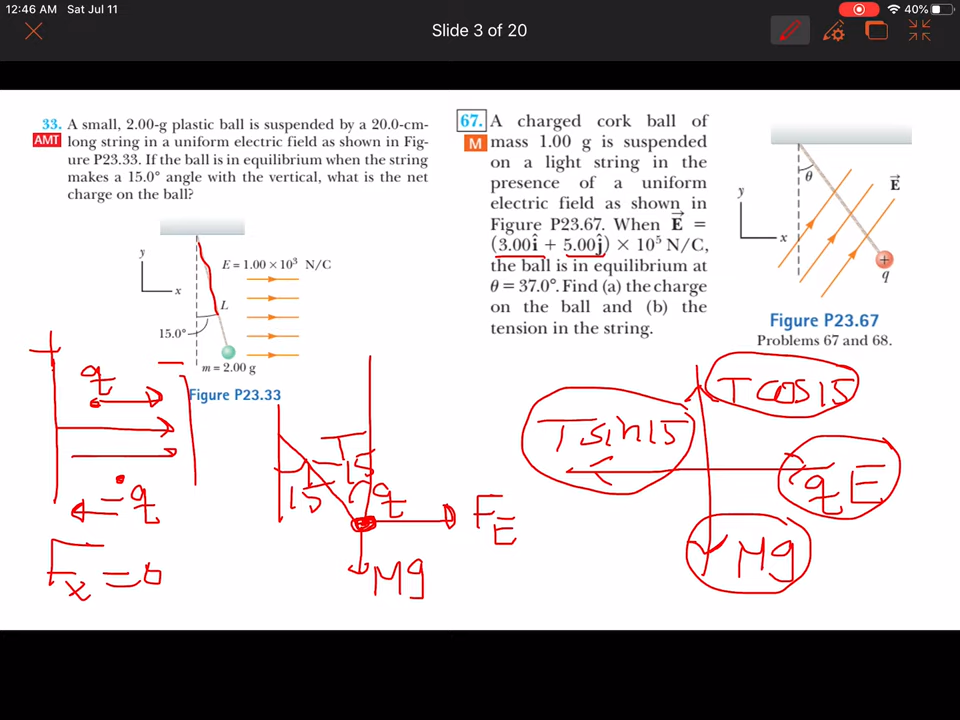 12:46 AM Sat Jul 11
40%
Slide 3 of 20
33. A small, 2.00-g plastic ball is suspended by a 20.0-cm-
AMT long string in a uniform electric field as shown in Fig-
ure P23.33. If the ball is in equilibrium when the string
makes a 15.0° angle with the vertical, what is the net
charge on the ball?
y
x
E = 1.00 × 10³ N/C
L
15.0°
m = 2.00 g
Figure P23.33
67. A charged cork ball of
M mass 1.00 g is suspended
on a light string in the
presence of a uniform
electric field as shown in
Figure P23.67. When E⃗ =
(3.00î + 5.00ĵ) × 10⁵ N/C,
the ball is in equilibrium at
θ = 37.0°. Find (a) the charge
on the ball and (b) the
tension in the string.
y
x
θ
E⃗
+
q
Figure P23.67
Problems 67 and 68.
+
−
q
-q
Fx = 0
T
15
15
q
FE
Mg
T cos 15
T sin 15
qE
Mg